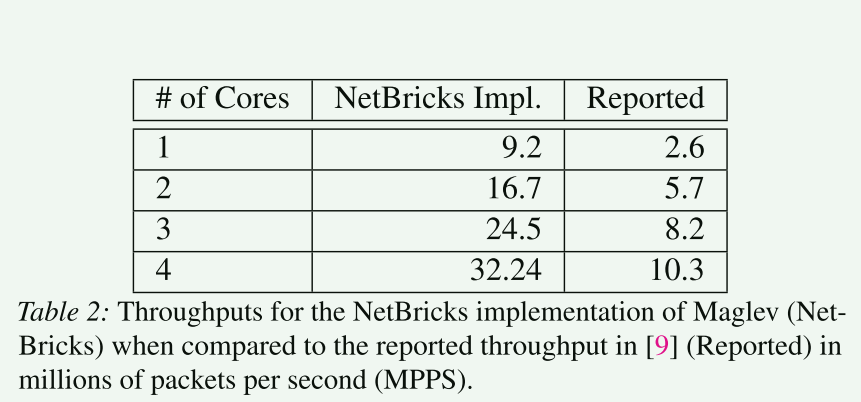 # of Cores NetBricks Impl. Reported
1 9.2 2.6
2 16.7 5.7
3 24.5 8.2
4 32.24 10.3
Table 2: Throughputs for the NetBricks implementation of Maglev (Net-
Bricks) when compared to the reported throughput in [9] (Reported) in
millions of packets per second (MPPS).